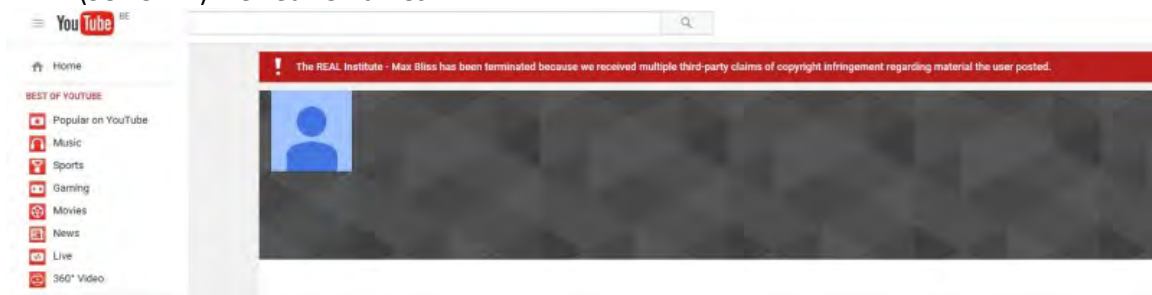 YouTube BE
Home
The REAL Institute - Max Bliss has been terminated because we received multiple third-party claims of copyright infringement regarding material the user posted.
BEST OF YOUTUBE
Popular on YouTube
Music
Sports
Gaming
Movies
News
Live
360° Video